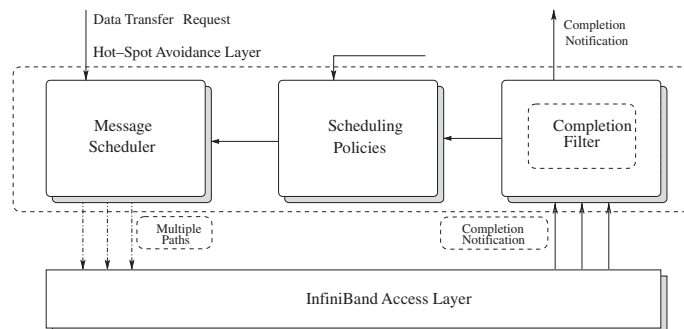 Data Transfer Request
Hot–Spot Avoidance Layer
Completion
Notification
Message
Scheduler
Scheduling
Policies
Completion
Filter
Multiple
Paths
Completion
Notification
InfiniBand Access Layer